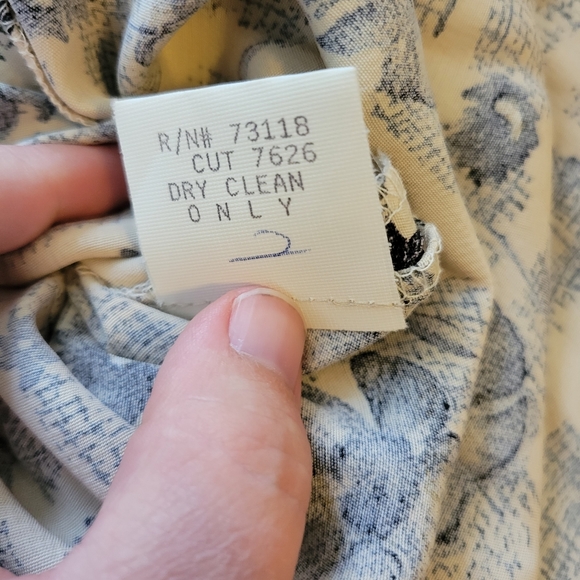 R/N# 73118
CUT 7626
DRY CLEAN
ONLY